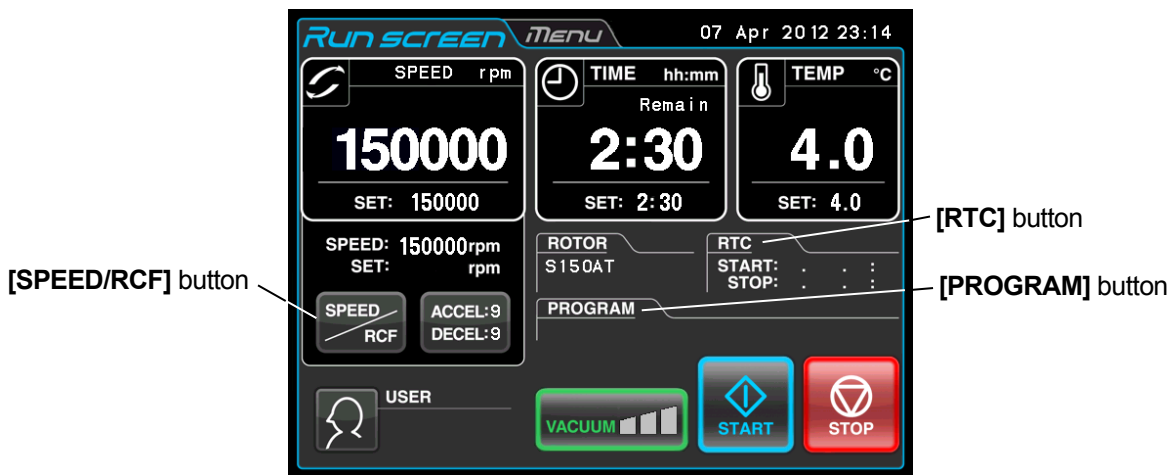 Run screen Menu 07 Apr 2012 23:14
SPEED rpm
150000
SET: 150000
TIME hh:mm
Remain
2:30
SET: 2:30
TEMP °C
4.0
SET: 4.0
SPEED: 150000rpm
SET: rpm
SPEED
RCF
ACCEL:9
DECEL:9
ROTOR
S150AT
RTC
START: . . :
STOP: . . :
PROGRAM
USER
VACUUM
START
STOP
[SPEED/RCF] button
[RTC] button
[PROGRAM] button